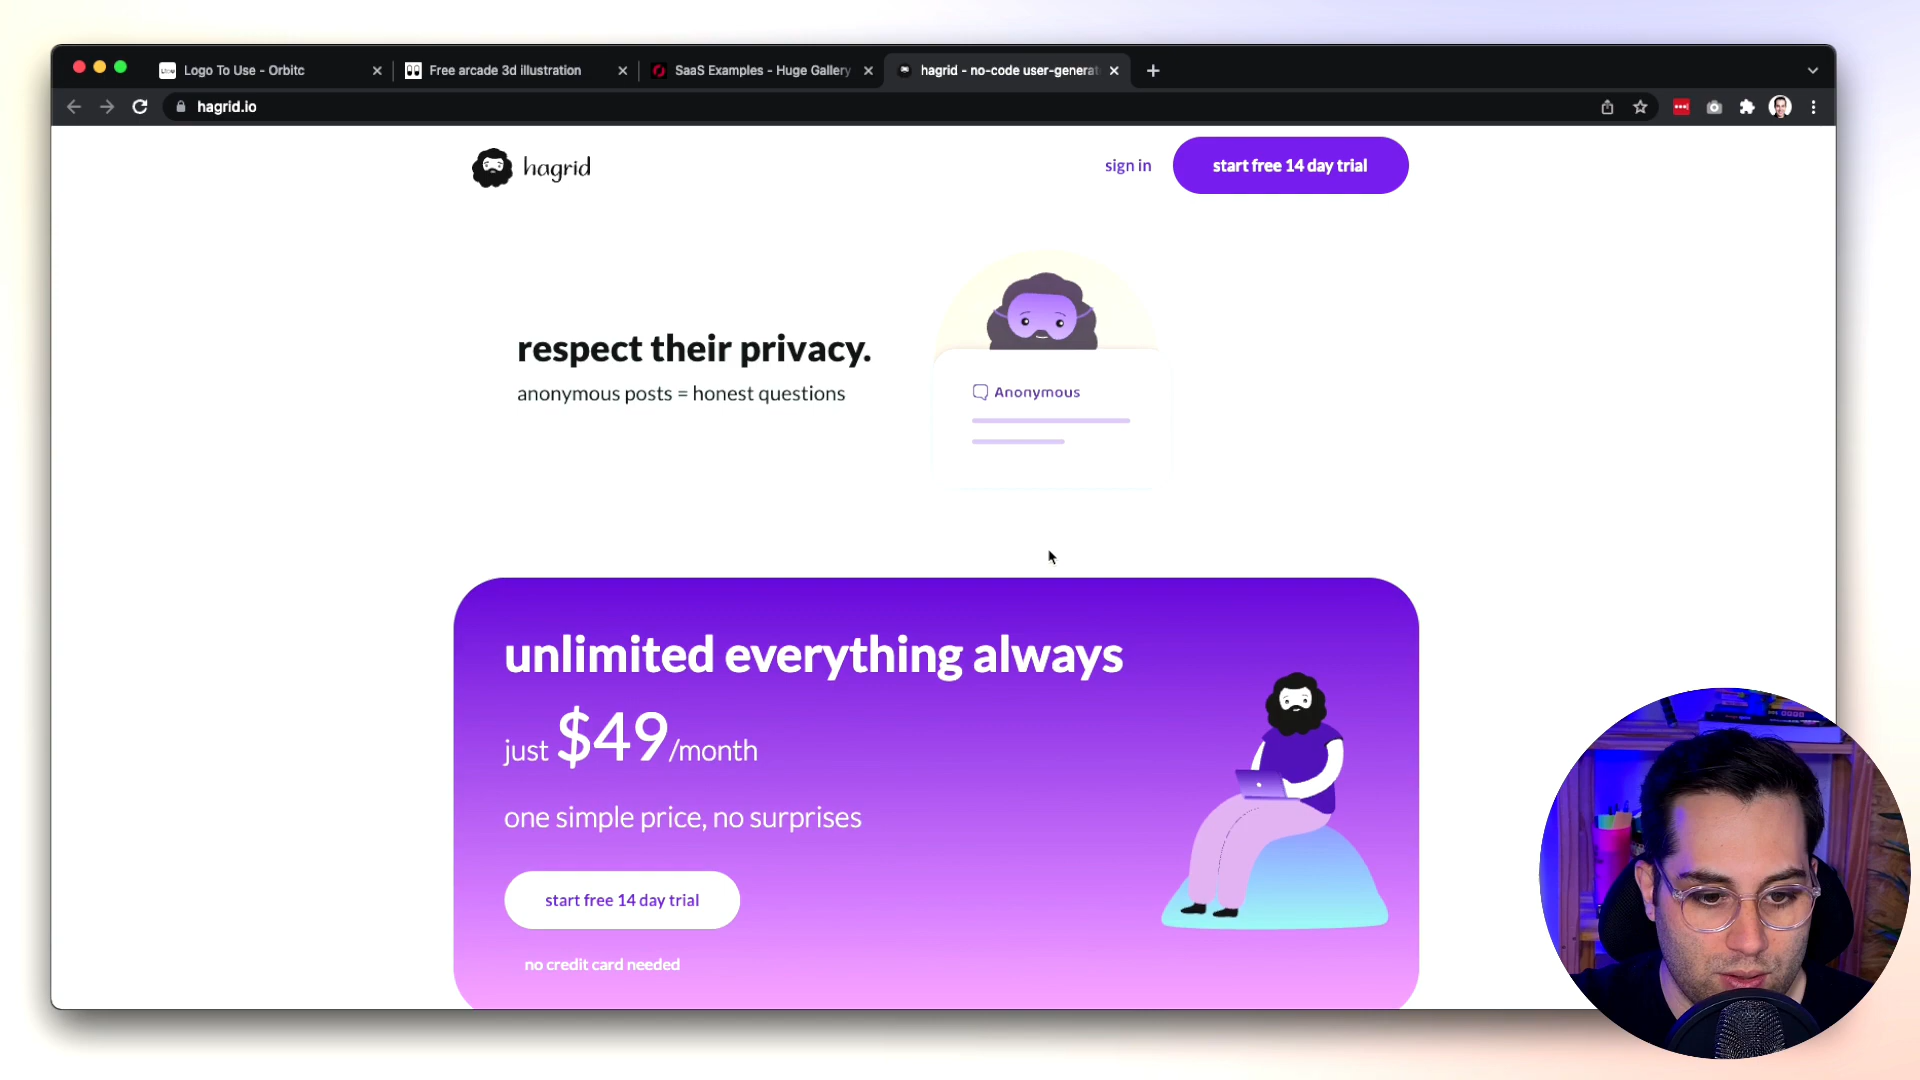 Logo To Use - Orbitc
Free arcade 3d illustration
SaaS Examples - Huge Gallery
hagrid - no-code user-generat
hagrid.io
hagrid
sign in
start free 14 day trial
respect their privacy.
anonymous posts = honest questions
Anonymous
unlimited everything always
just $49/month
one simple price, no surprises
start free 14 day trial
no credit card needed